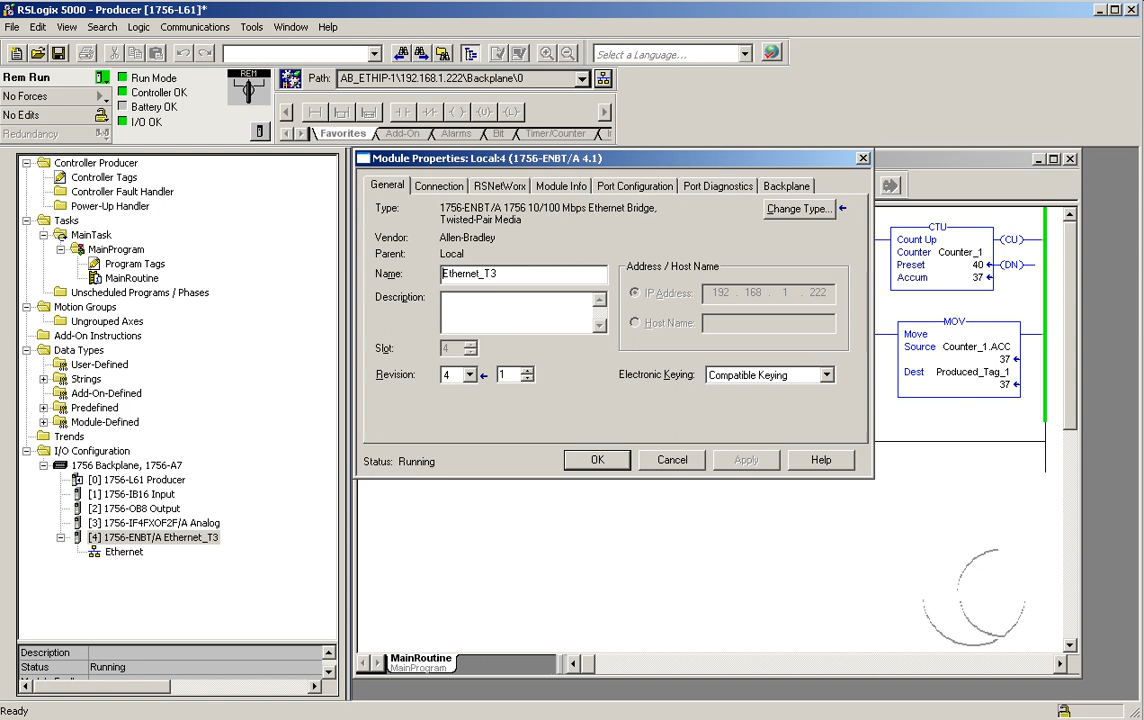 RSLogix 5000 - Producer [1756-L61]*
File Edit View Search Logic Communications Tools Window Help
Select a Language...
Rem Run
No Forces
No Edits
Redundancy
Run Mode
Controller OK
Battery OK
I/O OK
REM
Path: AB_ETHIP-1\192.168.1.222\Backplane\0
Favorites Add-On Alarms Bit Timer/Counter
Controller Producer
Controller Tags
Controller Fault Handler
Power-Up Handler
Tasks
MainTask
MainProgram
Program Tags
MainRoutine
Unscheduled Programs / Phases
Motion Groups
Ungrouped Axes
Add-On Instructions
Data Types
User-Defined
Strings
Add-On-Defined
Predefined
Module-Defined
Trends
I/O Configuration
1756 Backplane, 1756-A7
[0] 1756-L61 Producer
[1] 1756-IB16 Input
[2] 1756-OB8 Output
[3] 1756-IF4FXOF2F/A Analog
[4] 1756-ENBT/A Ethernet_T3
Ethernet
Description
Status Running
Module Properties: Local:4 (1756-ENBT/A 4.1)
General Connection RSNetWorx Module Info Port Configuration Port Diagnostics Backplane
Type: 1756-ENBT/A 1756 10/100 Mbps Ethernet Bridge,
Twisted-Pair Media
Change Type...
Vendor: Allen-Bradley
Parent: Local
Name: Ethernet_T3
Description:
Slot: 4
Revision: 4 1
Address / Host Name
IP Address: 192 . 168 . 1 . 222
Host Name:
Electronic Keying: Compatible Keying
Status: Running
OK Cancel Apply Help
CTU
Count Up
Counter Counter_1
Preset 40
Accum 37
(CU)
(DN)
MOV
Move
Source Counter_1.ACC
37
Dest Produced_Tag_1
37
MainRoutine
MainProgram
Ready